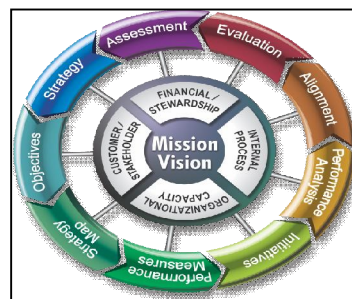 Assessment
Evaluation
Alignment
Performance
Analysis
Initiatives
Performance
Measures
Strategy
Map
Objectives
Strategy
FINANCIAL /
STEWARDSHIP
INTERNAL
PROCESS
ORGANIZATIONAL
CAPACITY
CUSTOMER /
STAKEHOLDER
Mission
Vision